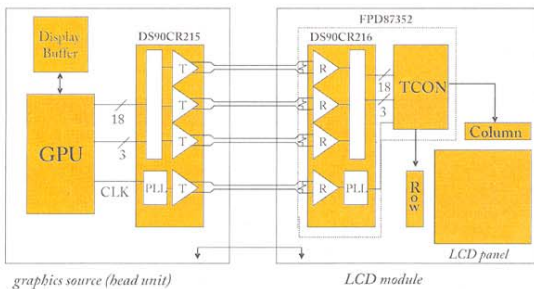 FPD87352
DS90CR215
DS90CR216
Display
Buffer
GPU
18
3
CLK
T
T
T
PLL
T
R
R
R
R
PLL
18
3
TCON
Column
Row
LCD panel
graphics source (head unit)
LCD module